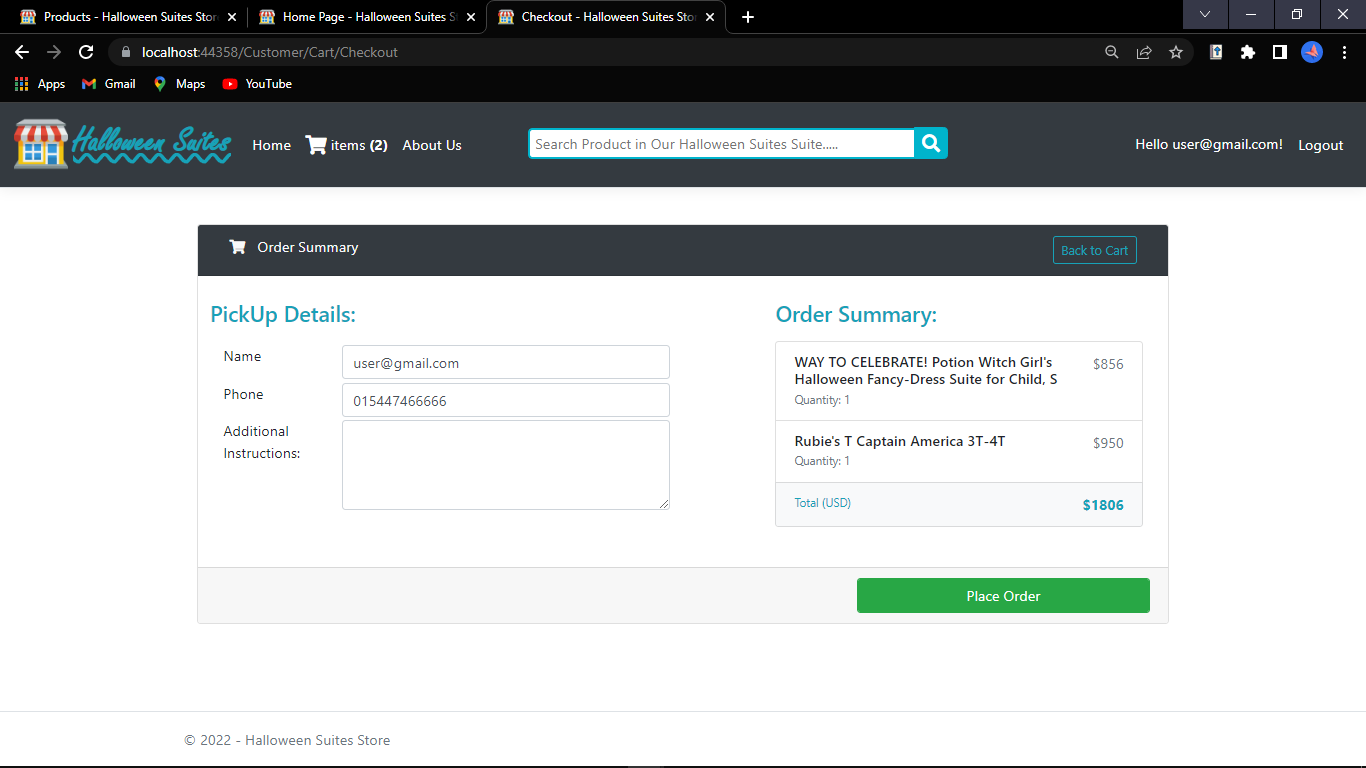 Products - Halloween Suites Stor
Home Page - Halloween Suites S
Checkout - Halloween Suites Stor
localhost:44358/Customer/Cart/Checkout
Apps
Gmail
Maps
YouTube
Halloween Suites
Home
items (2)
About Us
Search Product in Our Halloween Suites Suite.....
Hello user@gmail.com!
Logout
Order Summary
Back to Cart
PickUp Details:
Name
user@gmail.com
Phone
015447466666
Additional
Instructions:
Order Summary:
WAY TO CELEBRATE! Potion Witch Girl's
Halloween Fancy-Dress Suite for Child, S
$856
Quantity: 1
Rubie's T Captain America 3T-4T
$950
Quantity: 1
Total (USD)
$1806
Place Order
© 2022 - Halloween Suites Store